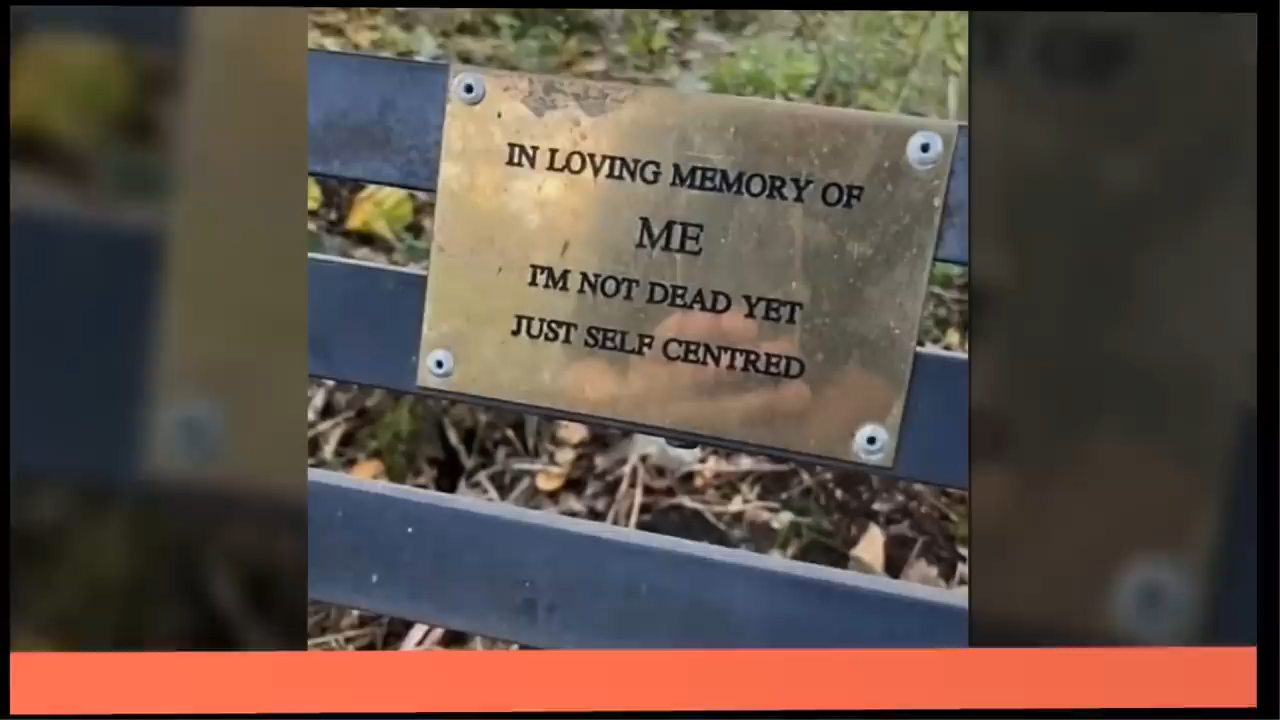 IN LOVING MEMORY OF
ME
I'M NOT DEAD YET
JUST SELF CENTRED